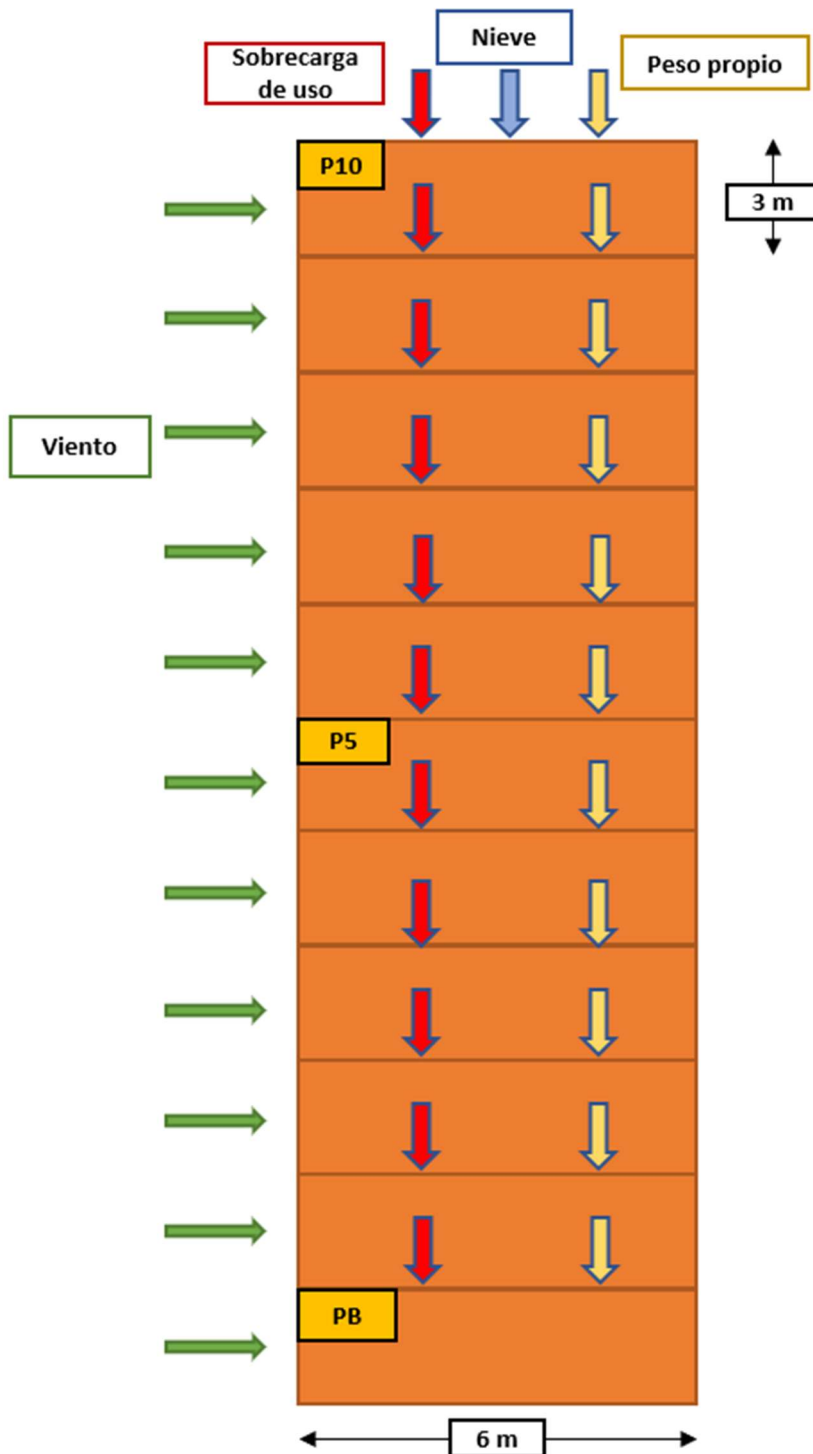 Sobrecarga
de uso
Nieve
Peso propio
P10
3 m
Viento
P5
PB
6 m